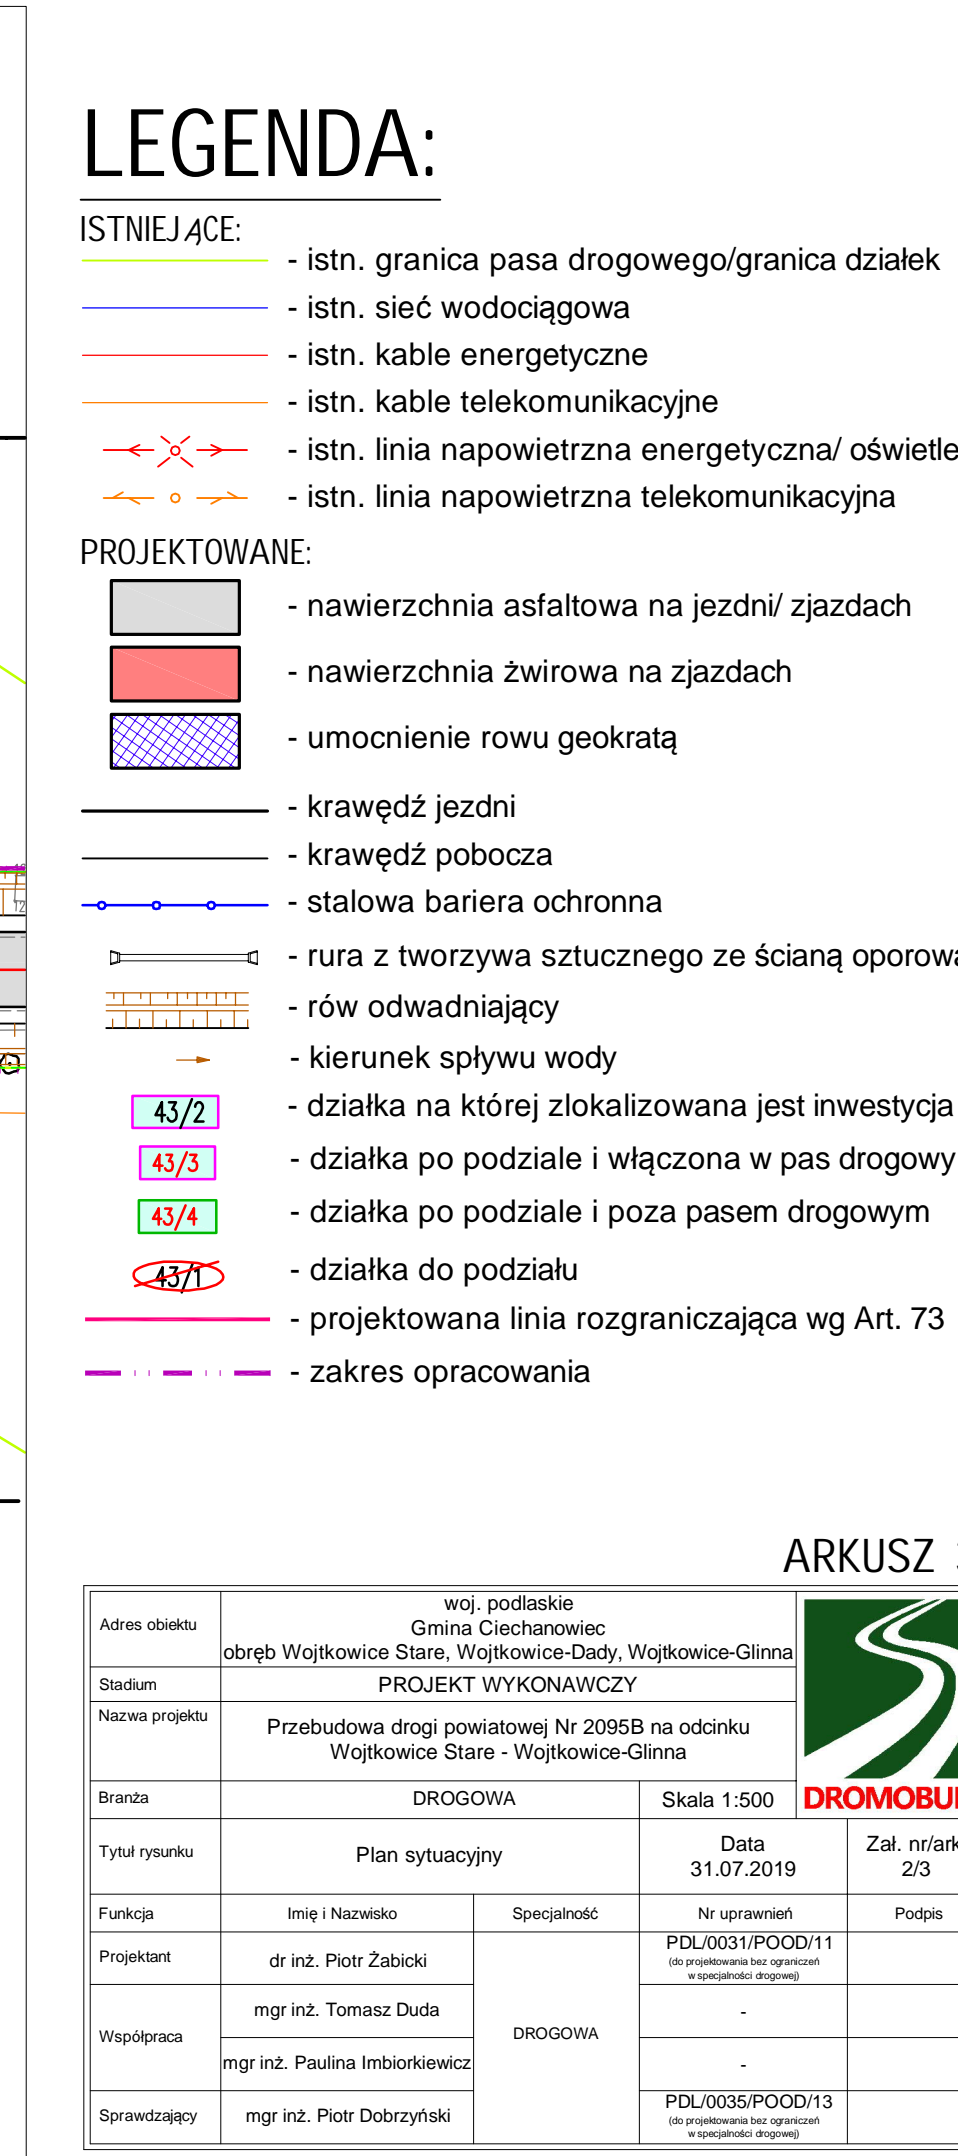 LEGENDA:
ISTNIEJĄCE:
- istn. granica pasa drogowego/granica działek
- istn. sieć wodociągowa
- istn. kable energetyczne
- istn. kable telekomunikacyjne
- istn. linia napowietrzna energetyczna/ oświetle
- istn. linia napowietrzna telekomunikacyjna
PROJEKTOWANE:
- nawierzchnia asfaltowa na jezdni/ zjazdach
- nawierzchnia żwirowa na zjazdach
- umocnienie rowu geokratą
- krawędź jezdni
- krawędź pobocza
- stalowa bariera ochronna
- rura z tworzywa sztucznego ze ścianą oporowa
- rów odwadniający
- kierunek spływu wody
43/2 - działka na której zlokalizowana jest inwestycja
43/3 - działka po podziale i włączona w pas drogowy
43/4 - działka po podziale i poza pasem drogowym
43/1 - działka do podziału
- projektowana linia rozgraniczająca wg Art. 73
- zakres opracowania
ARKUSZ
Adres obiektu
woj. podlaskie
Gmina Ciechanowiec
obręb Wojtkowice Stare, Wojtkowice-Dady, Wojtkowice-Glinna
Stadium
PROJEKT WYKONAWCZY
Nazwa projektu
Przebudowa drogi powiatowej Nr 2095B na odcinku
Wojtkowice Stare - Wojtkowice-Glinna
DROMOBU
Branża
DROGOWA
Skala 1:500
Tytuł rysunku
Plan sytuacyjny
Data
31.07.2019
Zał. nr/ark
2/3
Funkcja
Imię i Nazwisko
Specjalność
Nr uprawnień
Podpis
Projektant
dr inż. Piotr Żabicki
DROGOWA
PDL/0031/POOD/11
(do projektowania bez ograniczeń
w specjalności drogowej)
Współpraca
mgr inż. Tomasz Duda
-
mgr inż. Paulina Imbiorkiewicz
-
Sprawdzający
mgr inż. Piotr Dobrzyński
PDL/0035/POOD/13
(do projektowania bez ograniczeń
w specjalności drogowej)